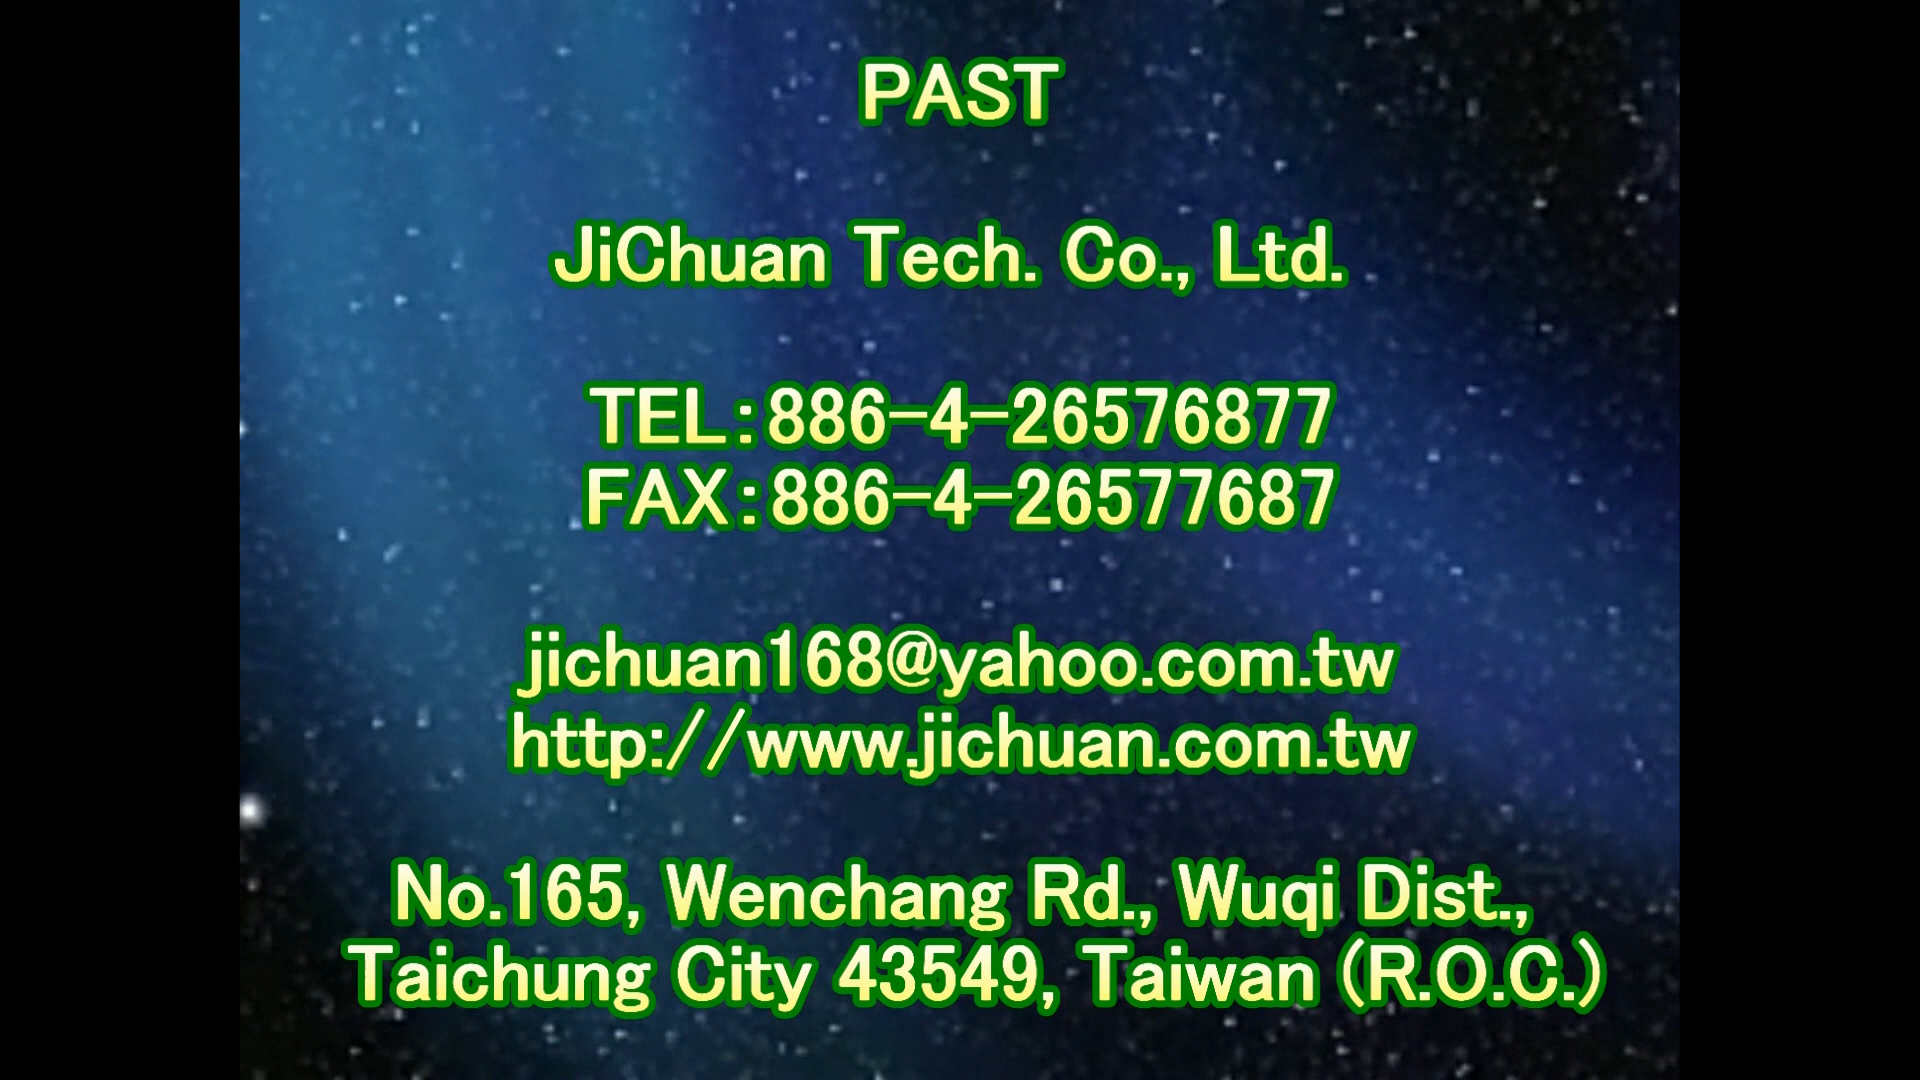 PAST
JiChuan Tech. Co., Ltd.
TEL:886-4-26576877
FAX:886-4-26577687
jichuan168@yahoo.com.tw
http://www.jichuan.com.tw
No.165, Wenchang Rd., Wuqi Dist.,
Taichung City 43549, Taiwan (R.O.C.)